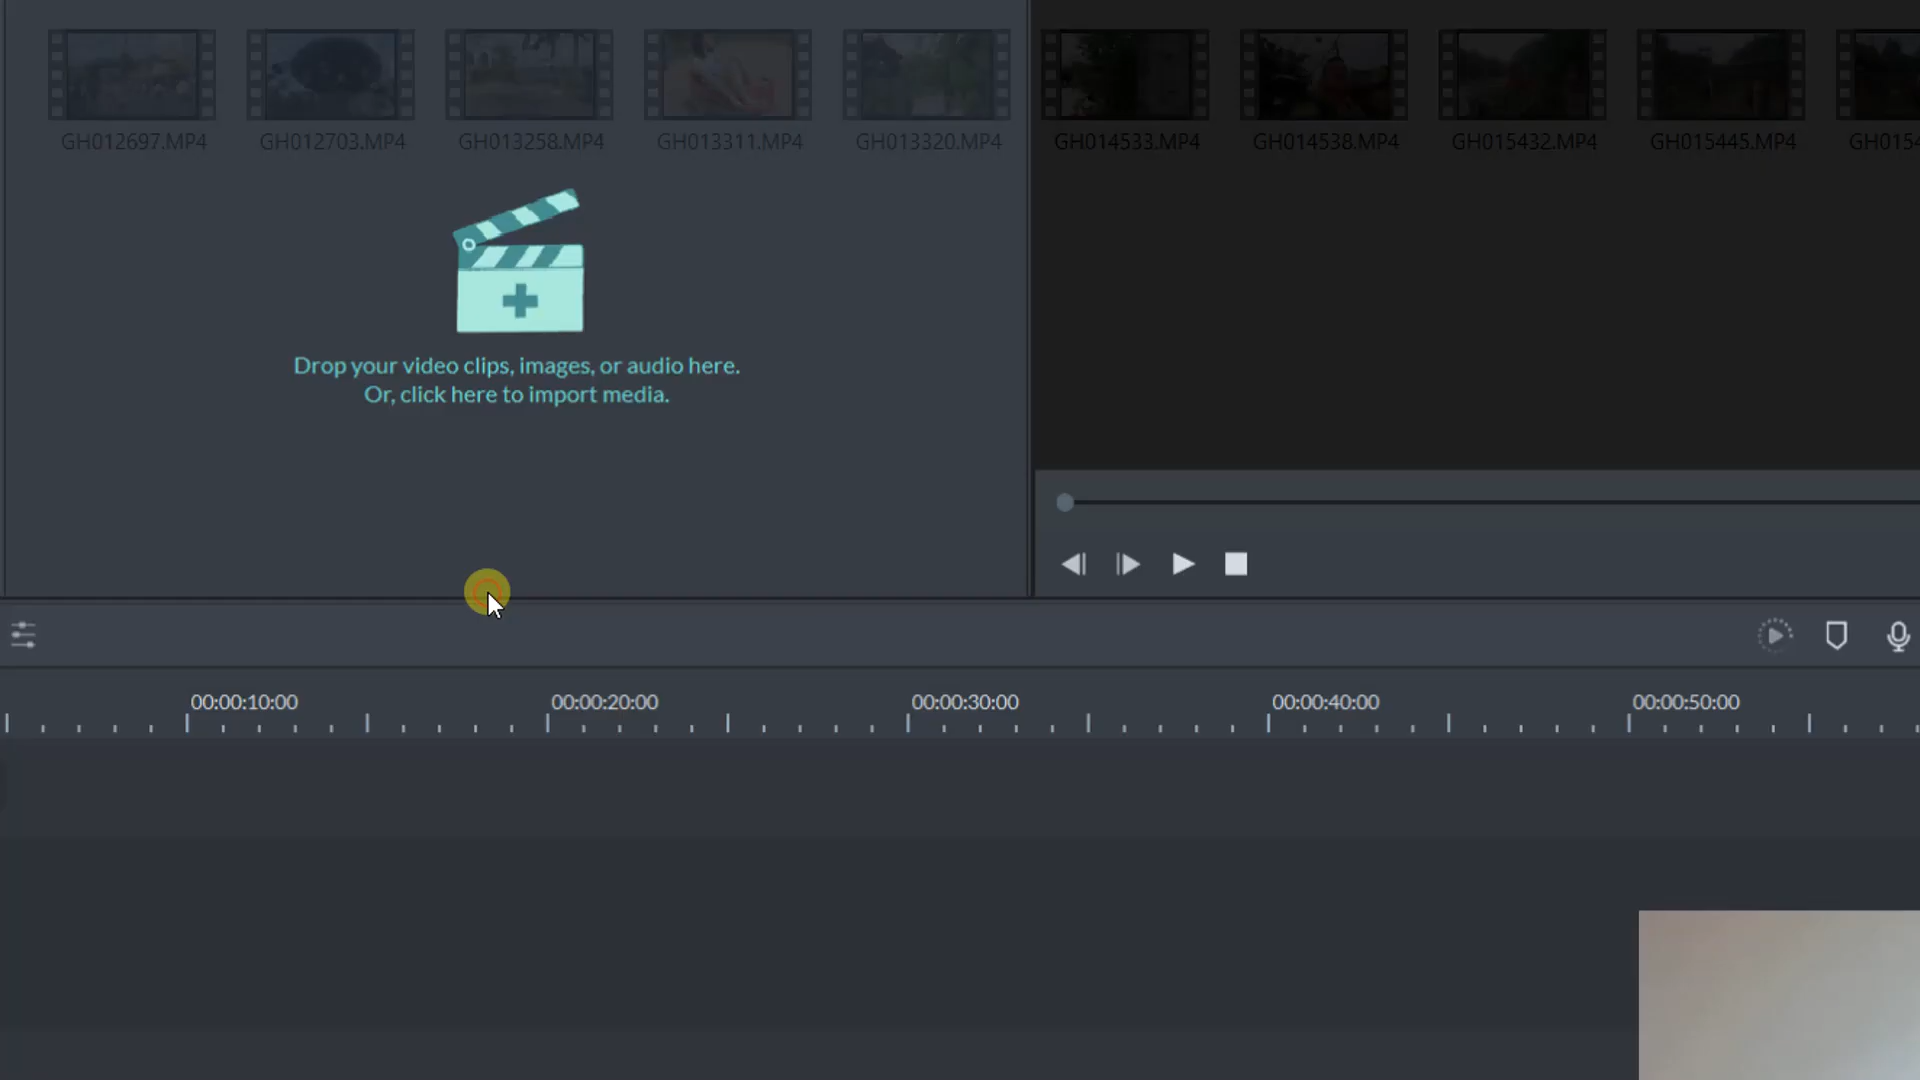 GH012697.MP4
GH012703.MP4
GH013258.MP4
GH013311.MP4
GH013320.MP4
GH014533.MP4
GH014538.MP4
GH015432.MP4
GH015445.MP4
GH0154
Drop your video clips, images, or audio here.
Or, click here to import media.
00:00:10:00
00:00:20:00
00:00:30:00
00:00:40:00
00:00:50:00